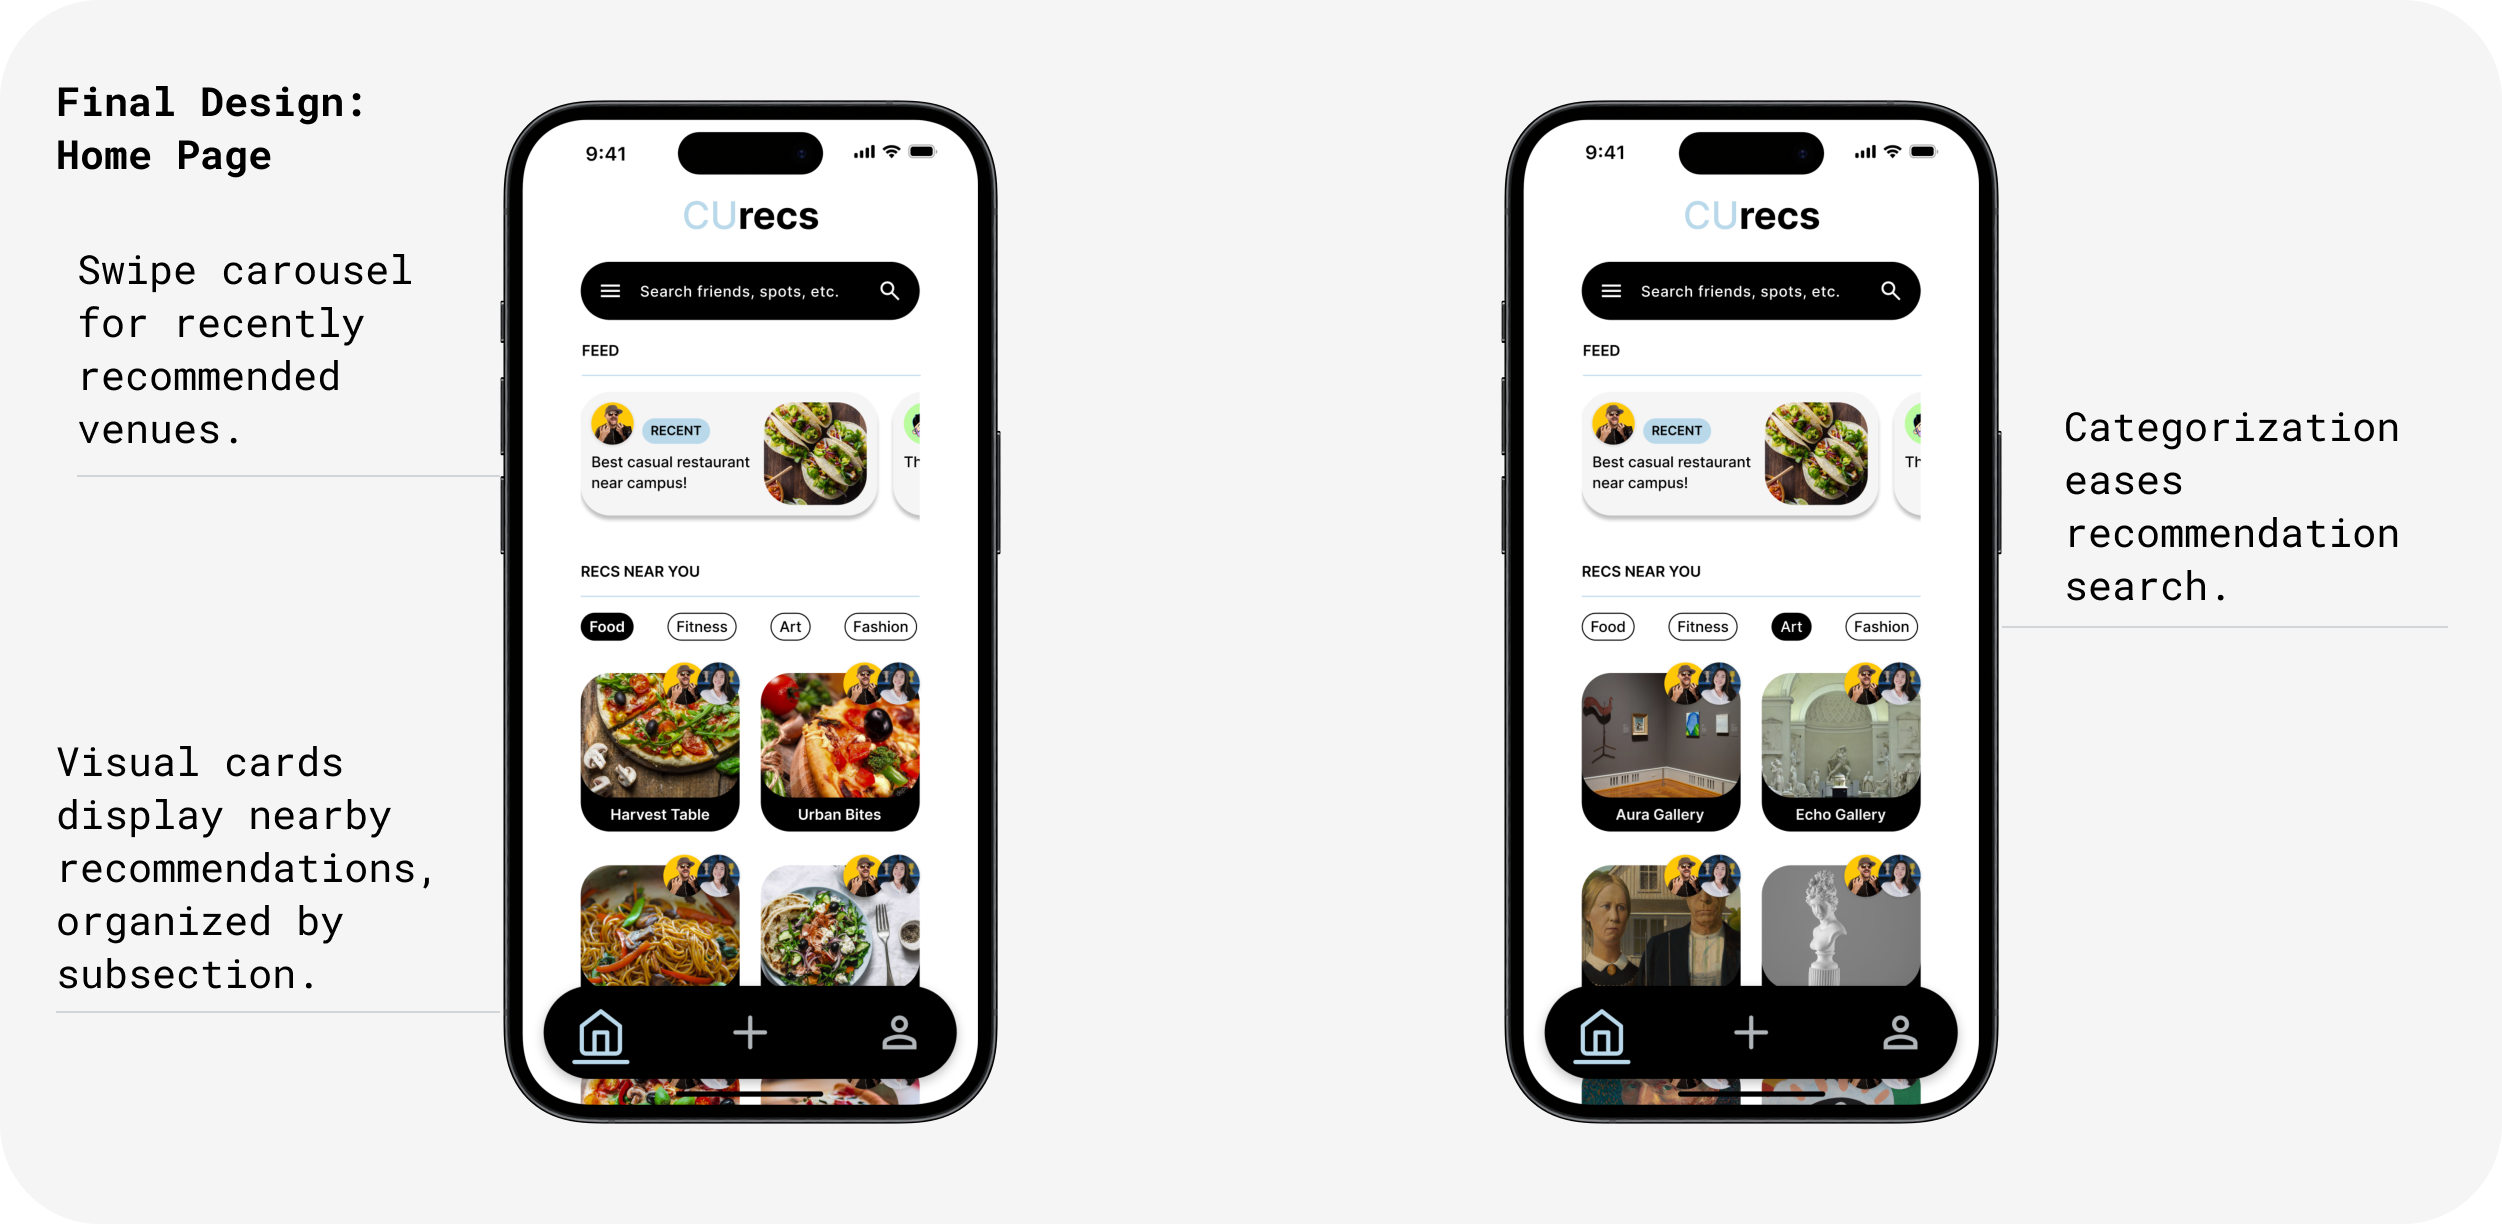 Final Design:
Home Page
Swipe carousel
for recently
recommended
venues.
Visual cards
display nearby
recommendations,
organized by
subsection.
9:41
CUrecs
Search friends, spots, etc.
FEED
RECENT
Best casual restaurant
near campus!
Th
RECS NEAR YOU
Food Fitness Art Fashion
Harvest Table Urban Bites
9:41
CUrecs
Search friends, spots, etc.
FEED
RECENT
Best casual restaurant
near campus!
Th
RECS NEAR YOU
Food Fitness Art Fashion
Aura Gallery Echo Gallery
Categorization
eases
recommendation
search.